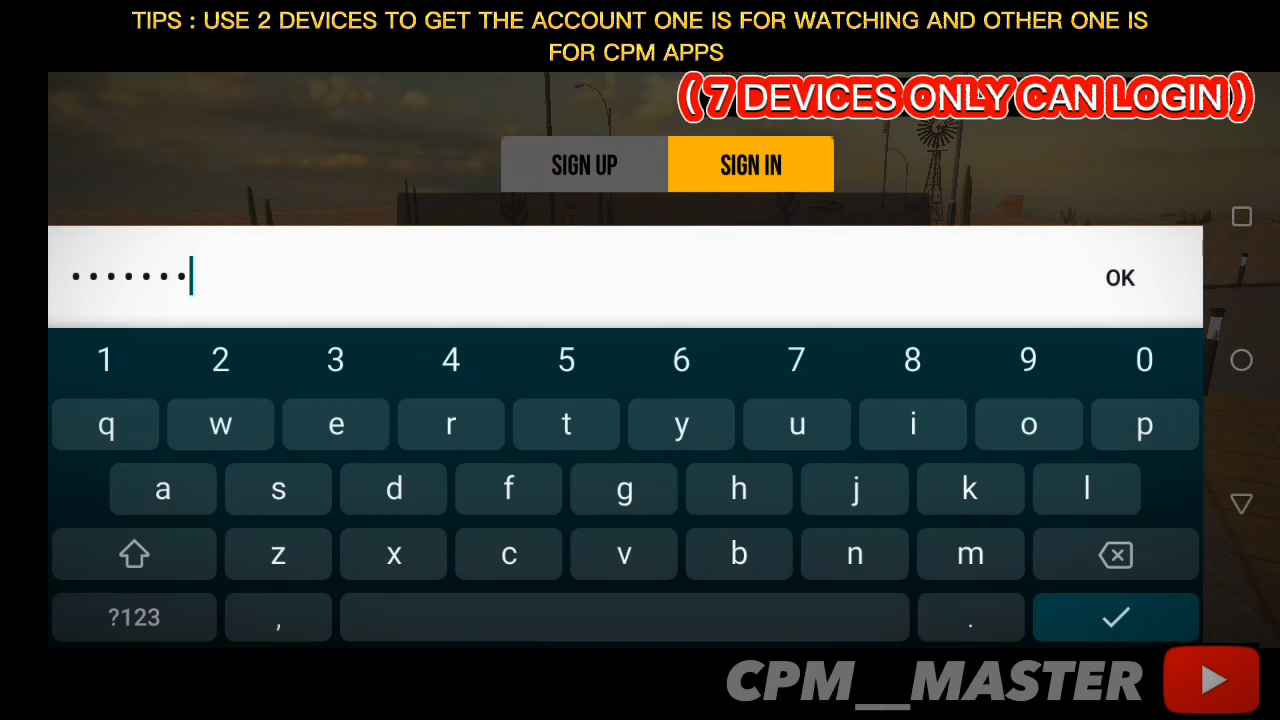 TIPS : USE 2 DEVICES TO GET THE ACCOUNT ONE IS FOR WATCHING AND OTHER ONE IS
FOR CPM APPS
(( 7 DEVICES ONLY CAN LOGIN ))
SIGN UP SIGN IN
•••••••
OK
1 2 3 4 5 6 7 8 9 0
q w e r t y u i o p
a s d f g h j k l
z x c v b n m
?123 , .
CPM__MASTER